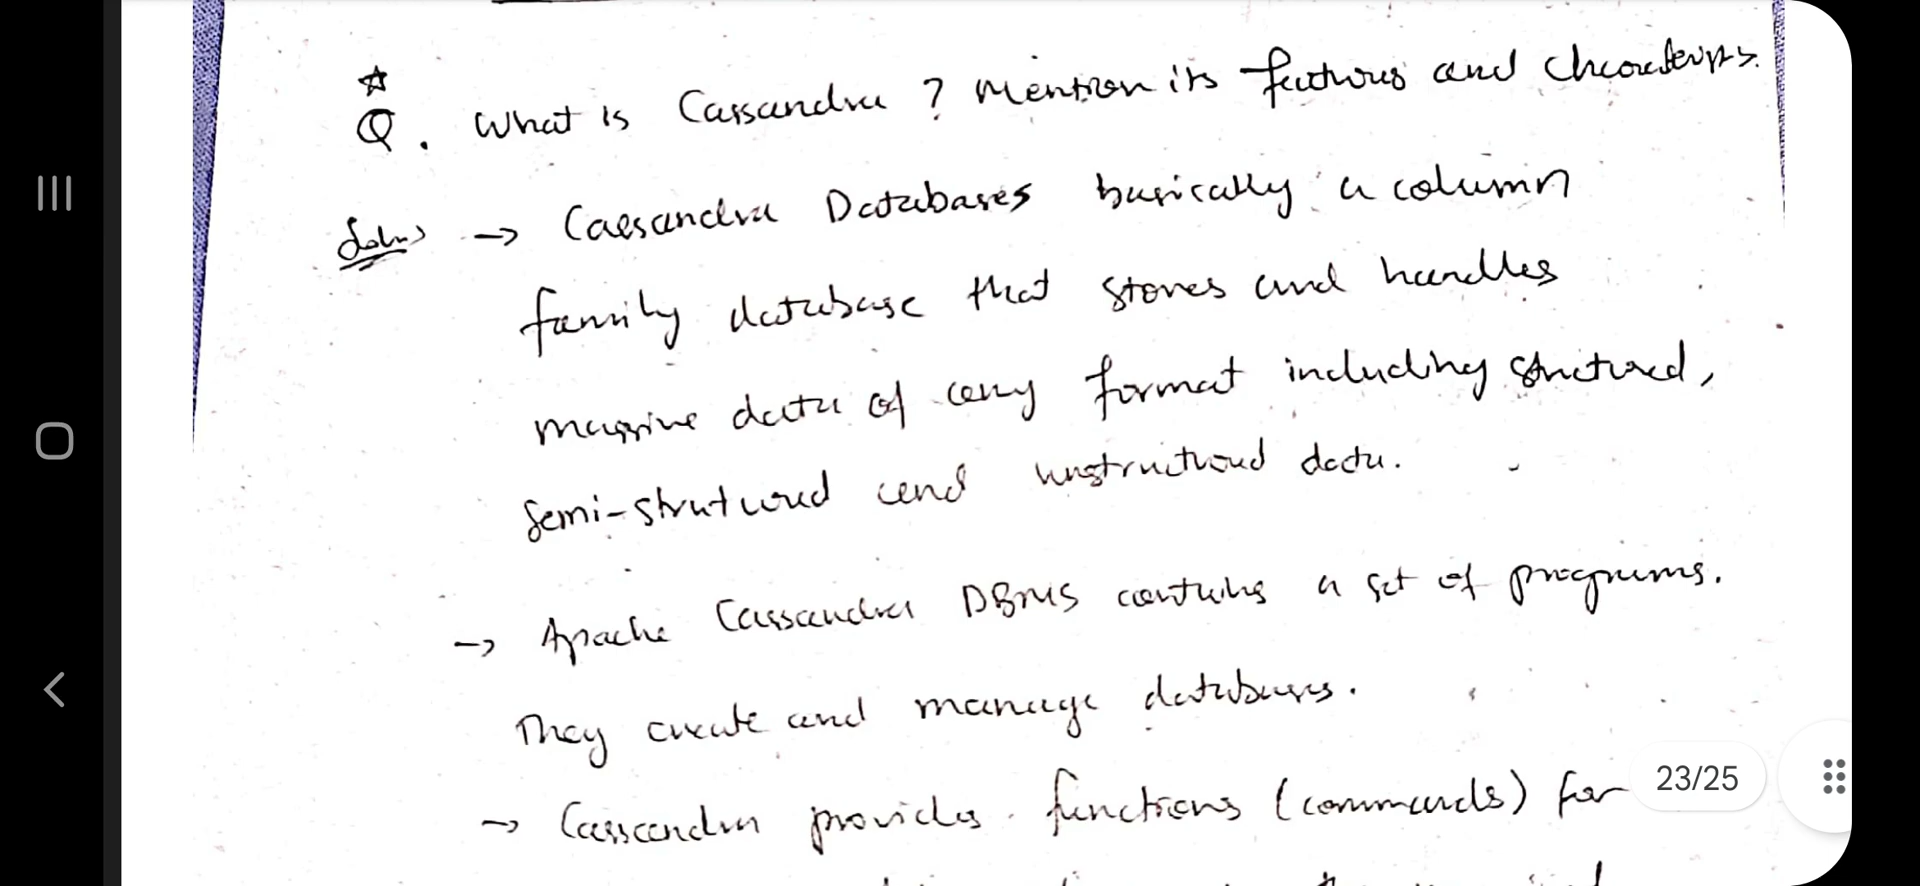 ☆
Q. What is Cassandra ? Mention its features and
Soln → Cassandra Databases basically a column
family database that stores and handles
massive data of any format including structured,
semi-strutured and unstructured data.
→ Apache Cassandra DBMS contains a set of programs.
They create and manage databases.
→ Cassandra provides functions (commands) for
23/25